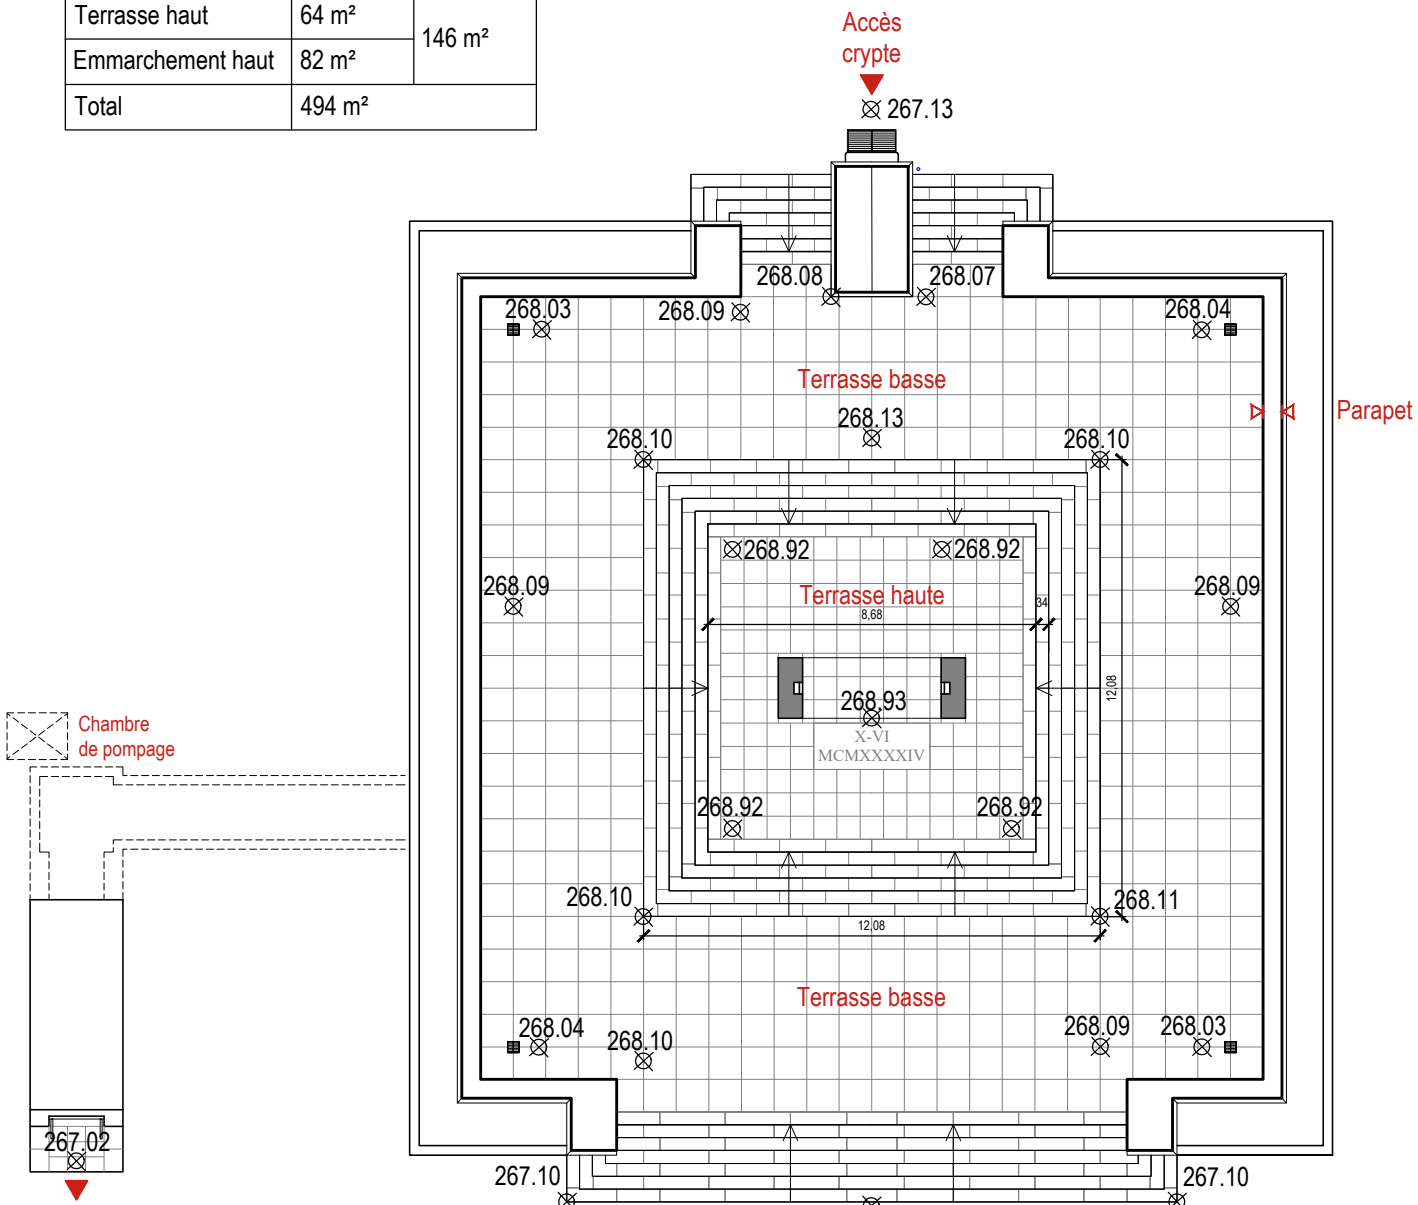 Terrasse haut 64 m²
146 m²
Emmarchement haut 82 m²
Total 494 m²
Accès
crypte
267.13
268.08 268.07
268.03 268.09 268.04
Terrasse basse
Parapet
268.13
268.10 268.10
268.92 268.92
268.09 268.09
Terrasse haute
34
8,68
12,08
268.93
X-VI
MCMXXXXIV
Chambre
de pompage
268.92 268.92
268.10 268.11
12,08
Terrasse basse
268.04 268.10 268.09 268.03
267.02
267.10 267.10